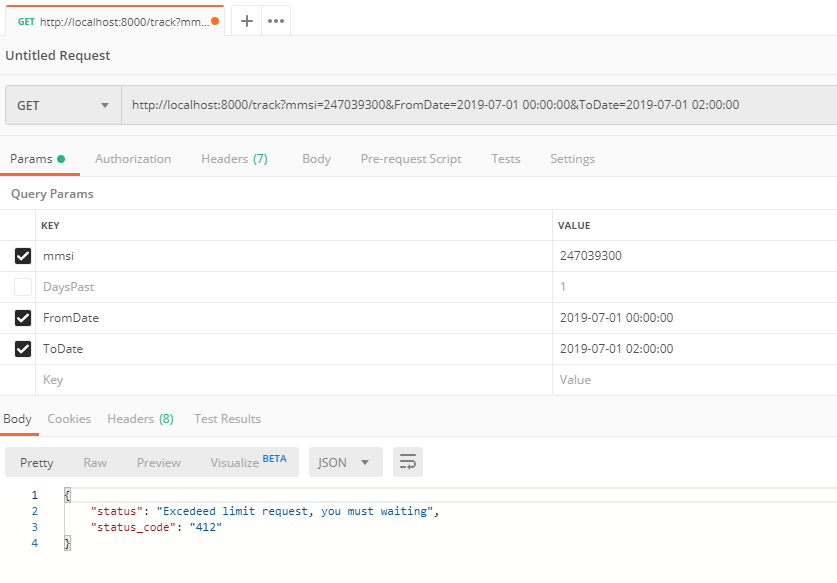 GET http://localhost:8000/track?mm...
Untitled Request
GET http://localhost:8000/track?mmsi=247039300&FromDate=2019-07-01 00:00:00&ToDate=2019-07-01 02:00:00
Params Authorization Headers (7) Body Pre-request Script Tests Settings
Query Params
KEY VALUE
mmsi 247039300
DaysPast 1
FromDate 2019-07-01 00:00:00
ToDate 2019-07-01 02:00:00
Key Value
Body Cookies Headers (8) Test Results
Pretty Raw Preview Visualize BETA JSON
1 {
2 "status": "Excedeed limit request, you must waiting",
3 "status_code": "412"
4 }